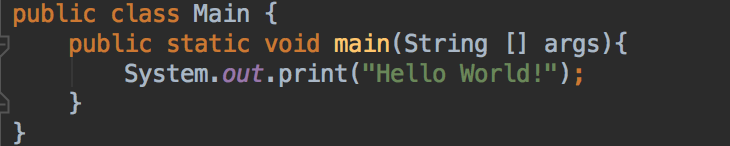 public class Main {
    public static void main(String [] args){
        System.out.print("Hello World!");
    }
}